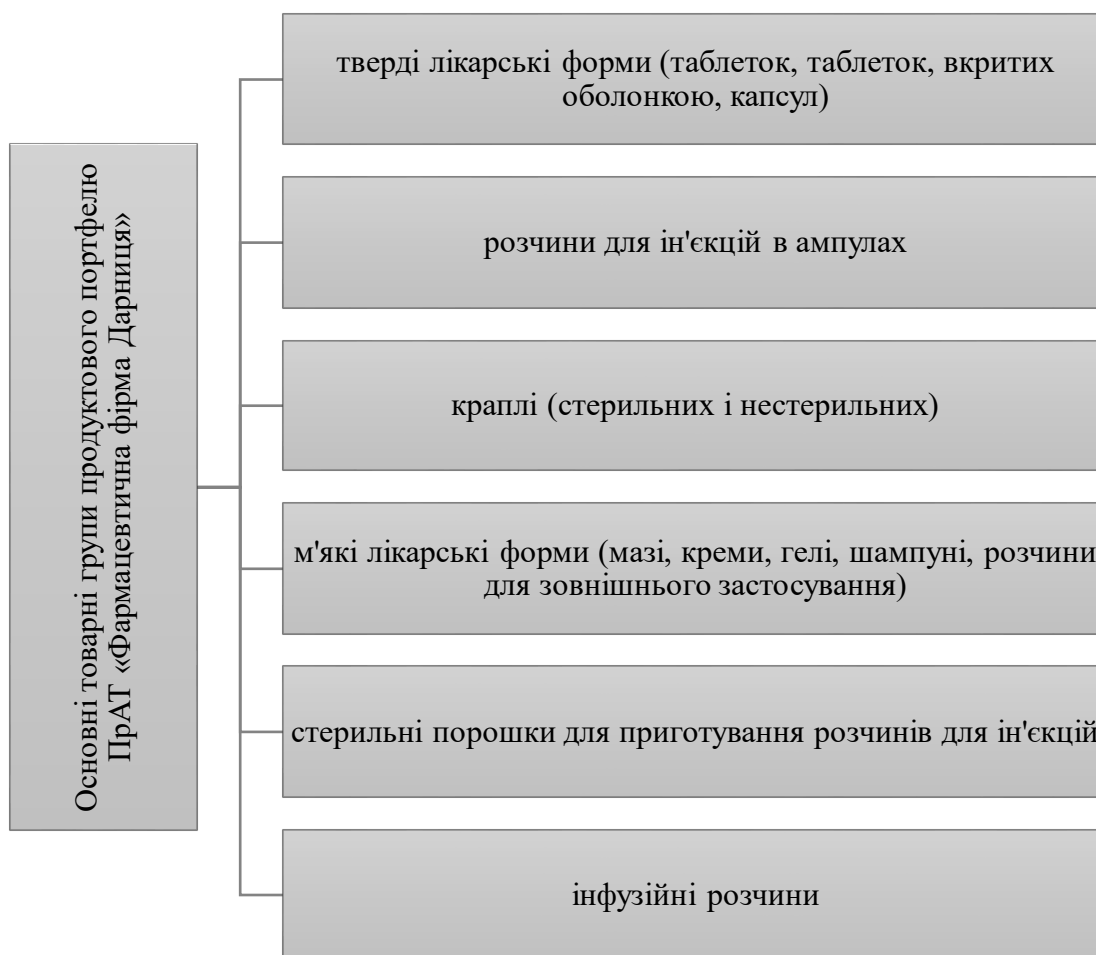 Основні товарні групи продуктового портфелю
ПрАТ «Фармацевтична фірма Дарниця»
тверді лікарські форми (таблеток, таблеток, вкритих
оболонкою, капсул)
розчини для ін'єкцій в ампулах
краплі (стерильних і нестерильних)
м'які лікарські форми (мазі, креми, гелі, шампуні, розчини
для зовнішнього застосування)
стерильні порошки для приготування розчинів для ін'єкцій
інфузійні розчини